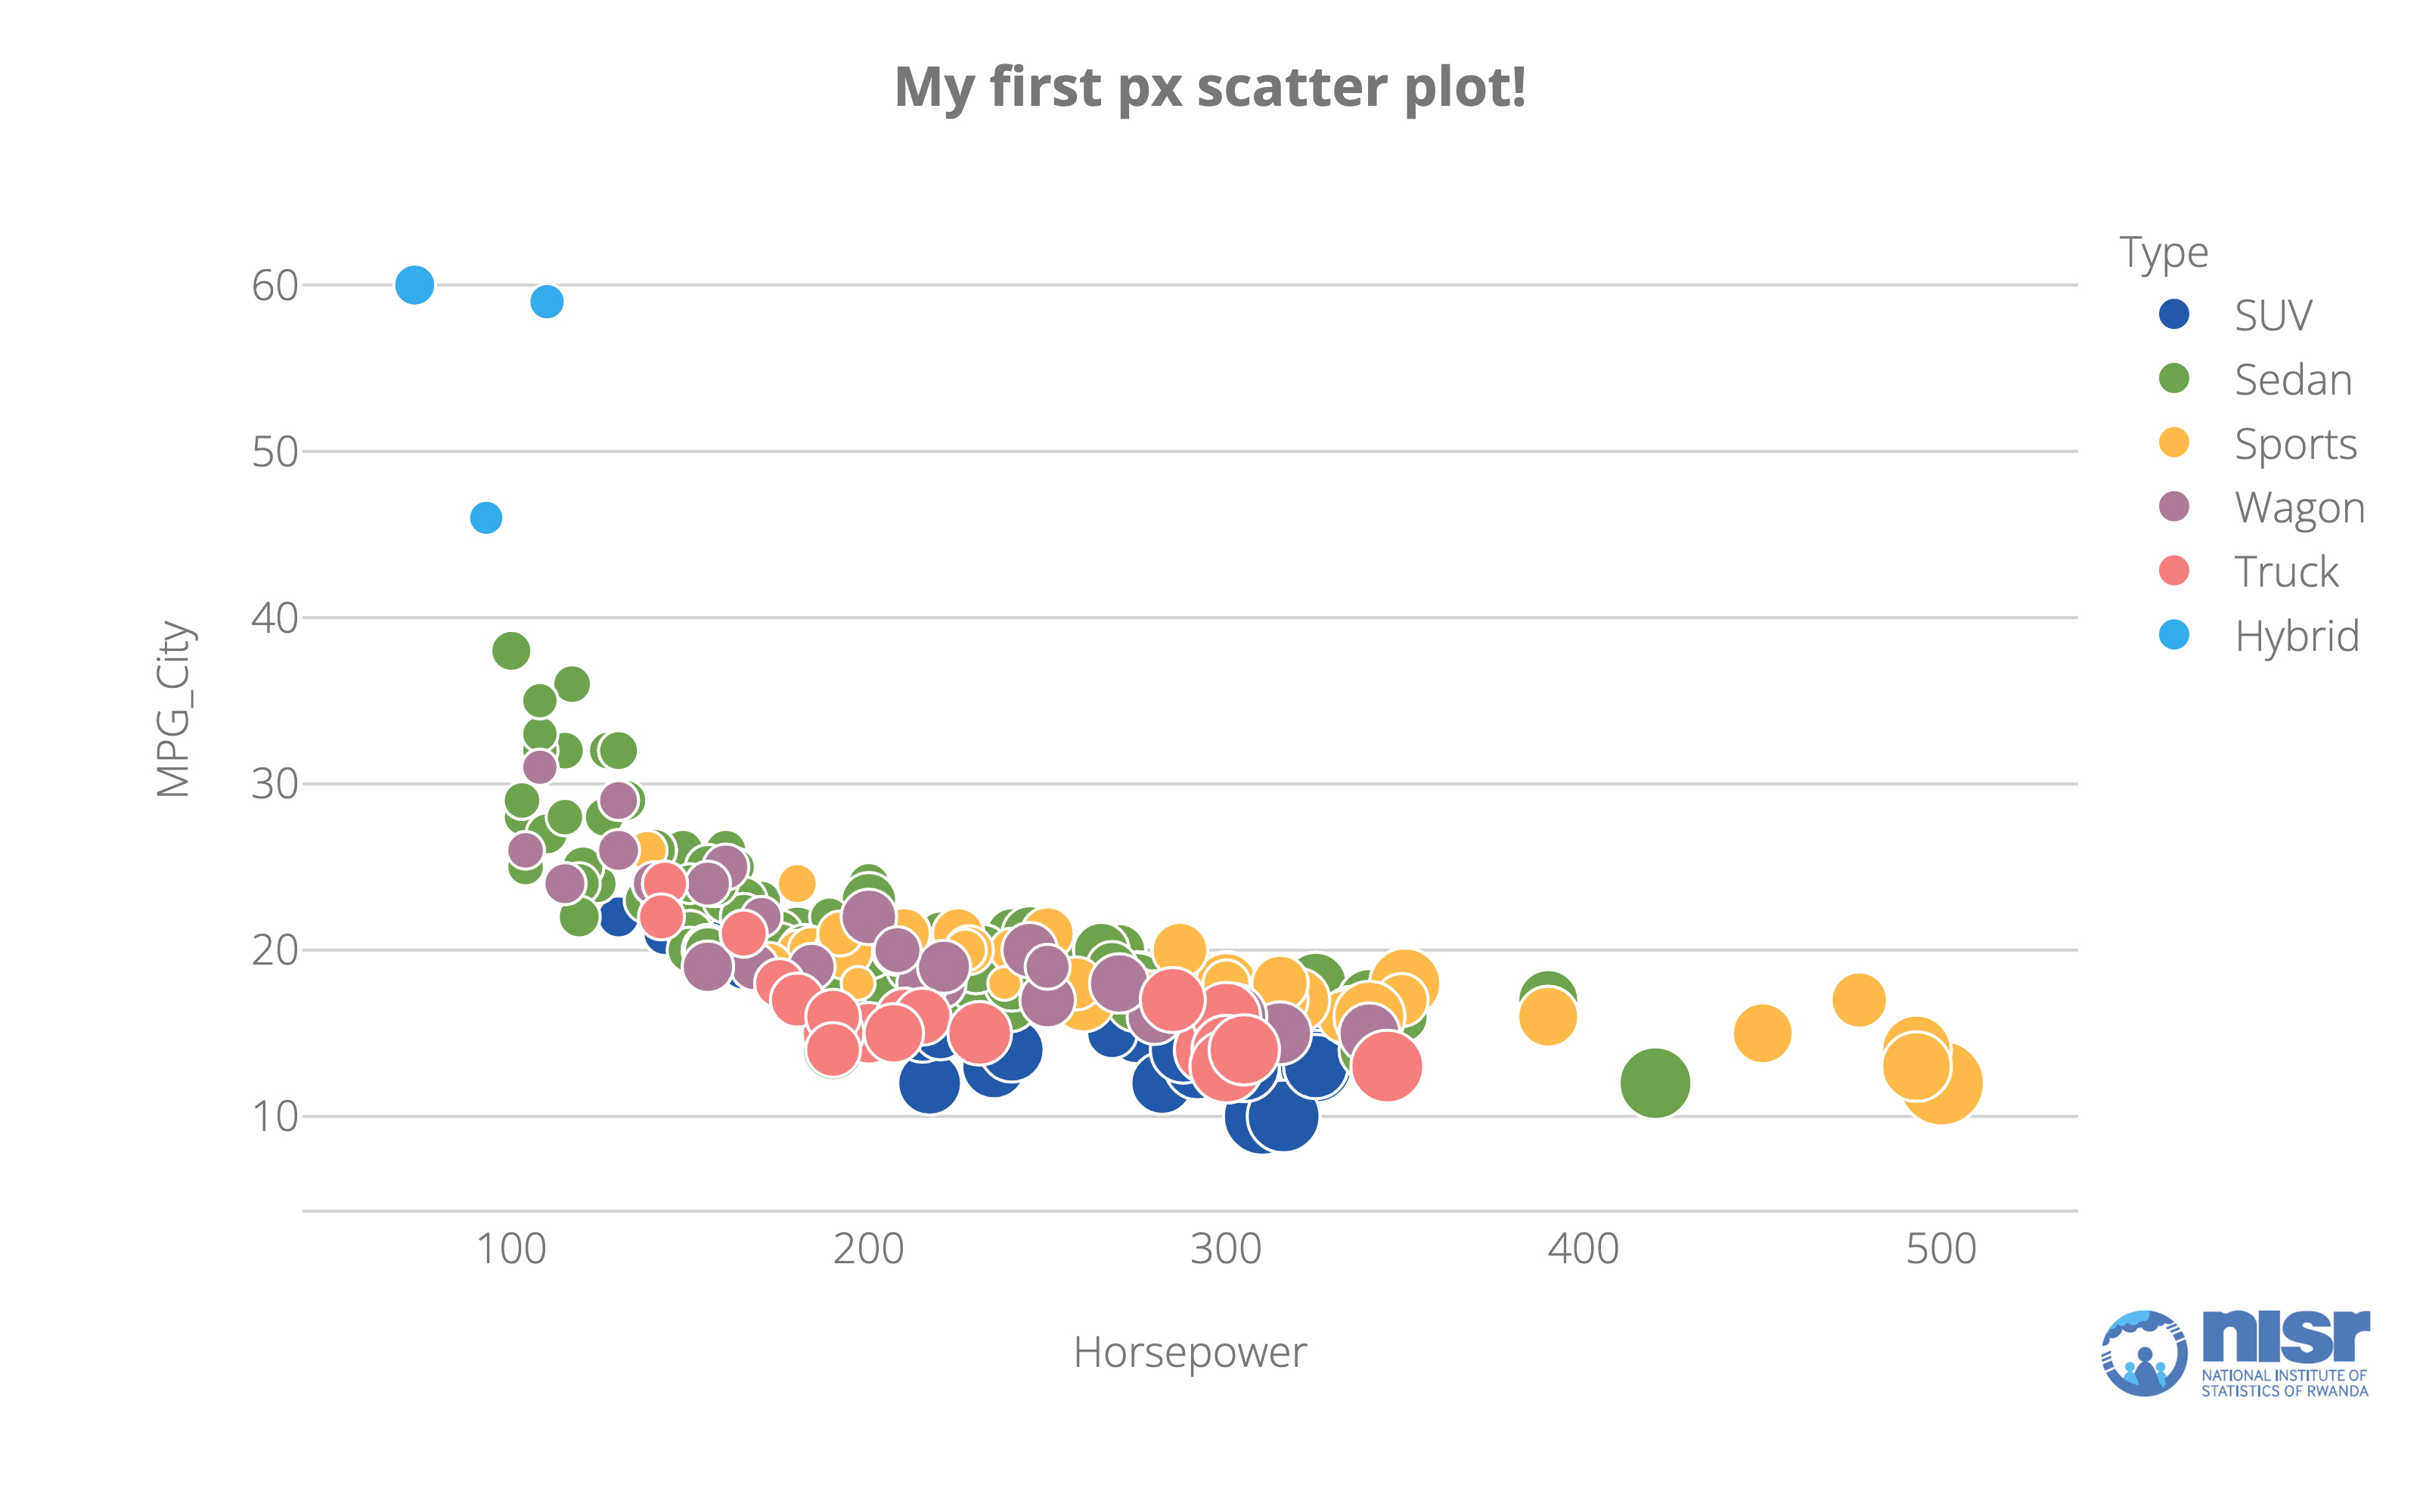 My first px scatter plot!
Type
SUV
Sedan
Sports
Wagon
Truck
Hybrid
60
50
40
30
20
10
MPG_City
100 200 300 400 500
Horsepower
nisr
NATIONAL INSTITUTE OF
STATISTICS OF RWANDA